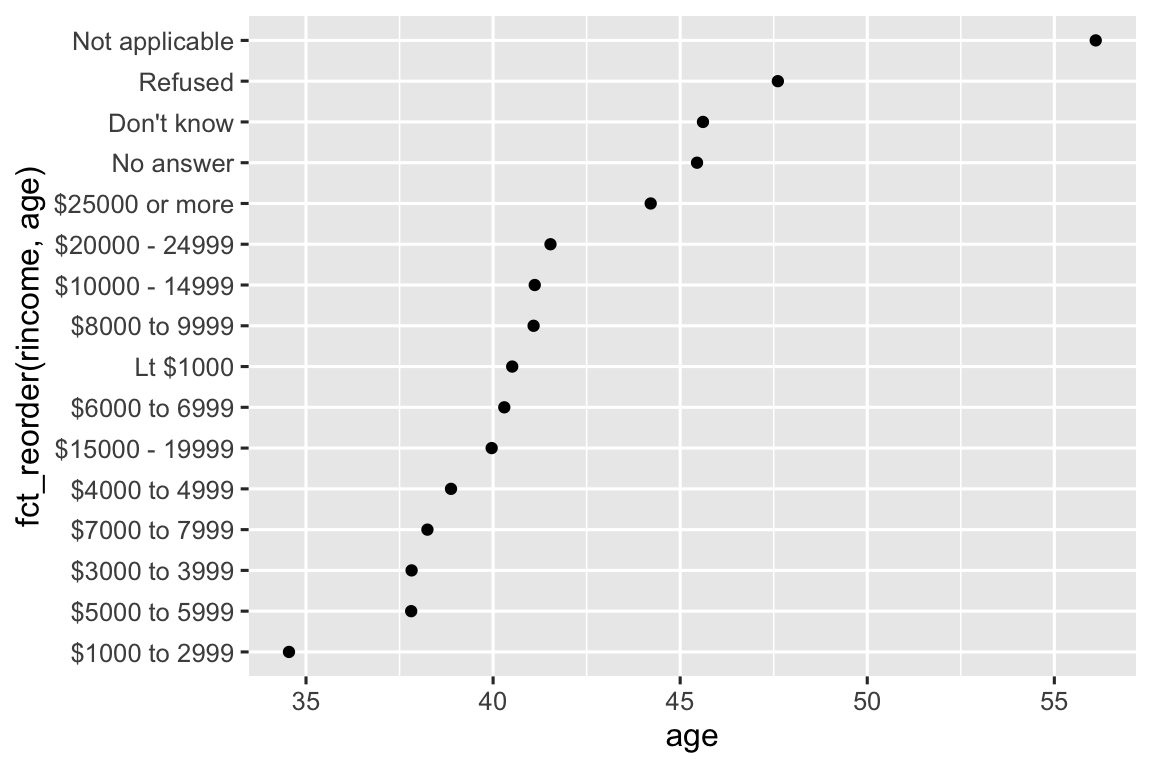 Not applicable
Refused
Don't know
No answer
$25000 or more
$20000 - 24999
$10000 - 14999
$8000 to 9999
Lt $1000
$6000 to 6999
$15000 - 19999
$4000 to 4999
$7000 to 7999
$3000 to 3999
$5000 to 5999
$1000 to 2999
fct_reorder(rincome, age)
35 40 45 50 55
age